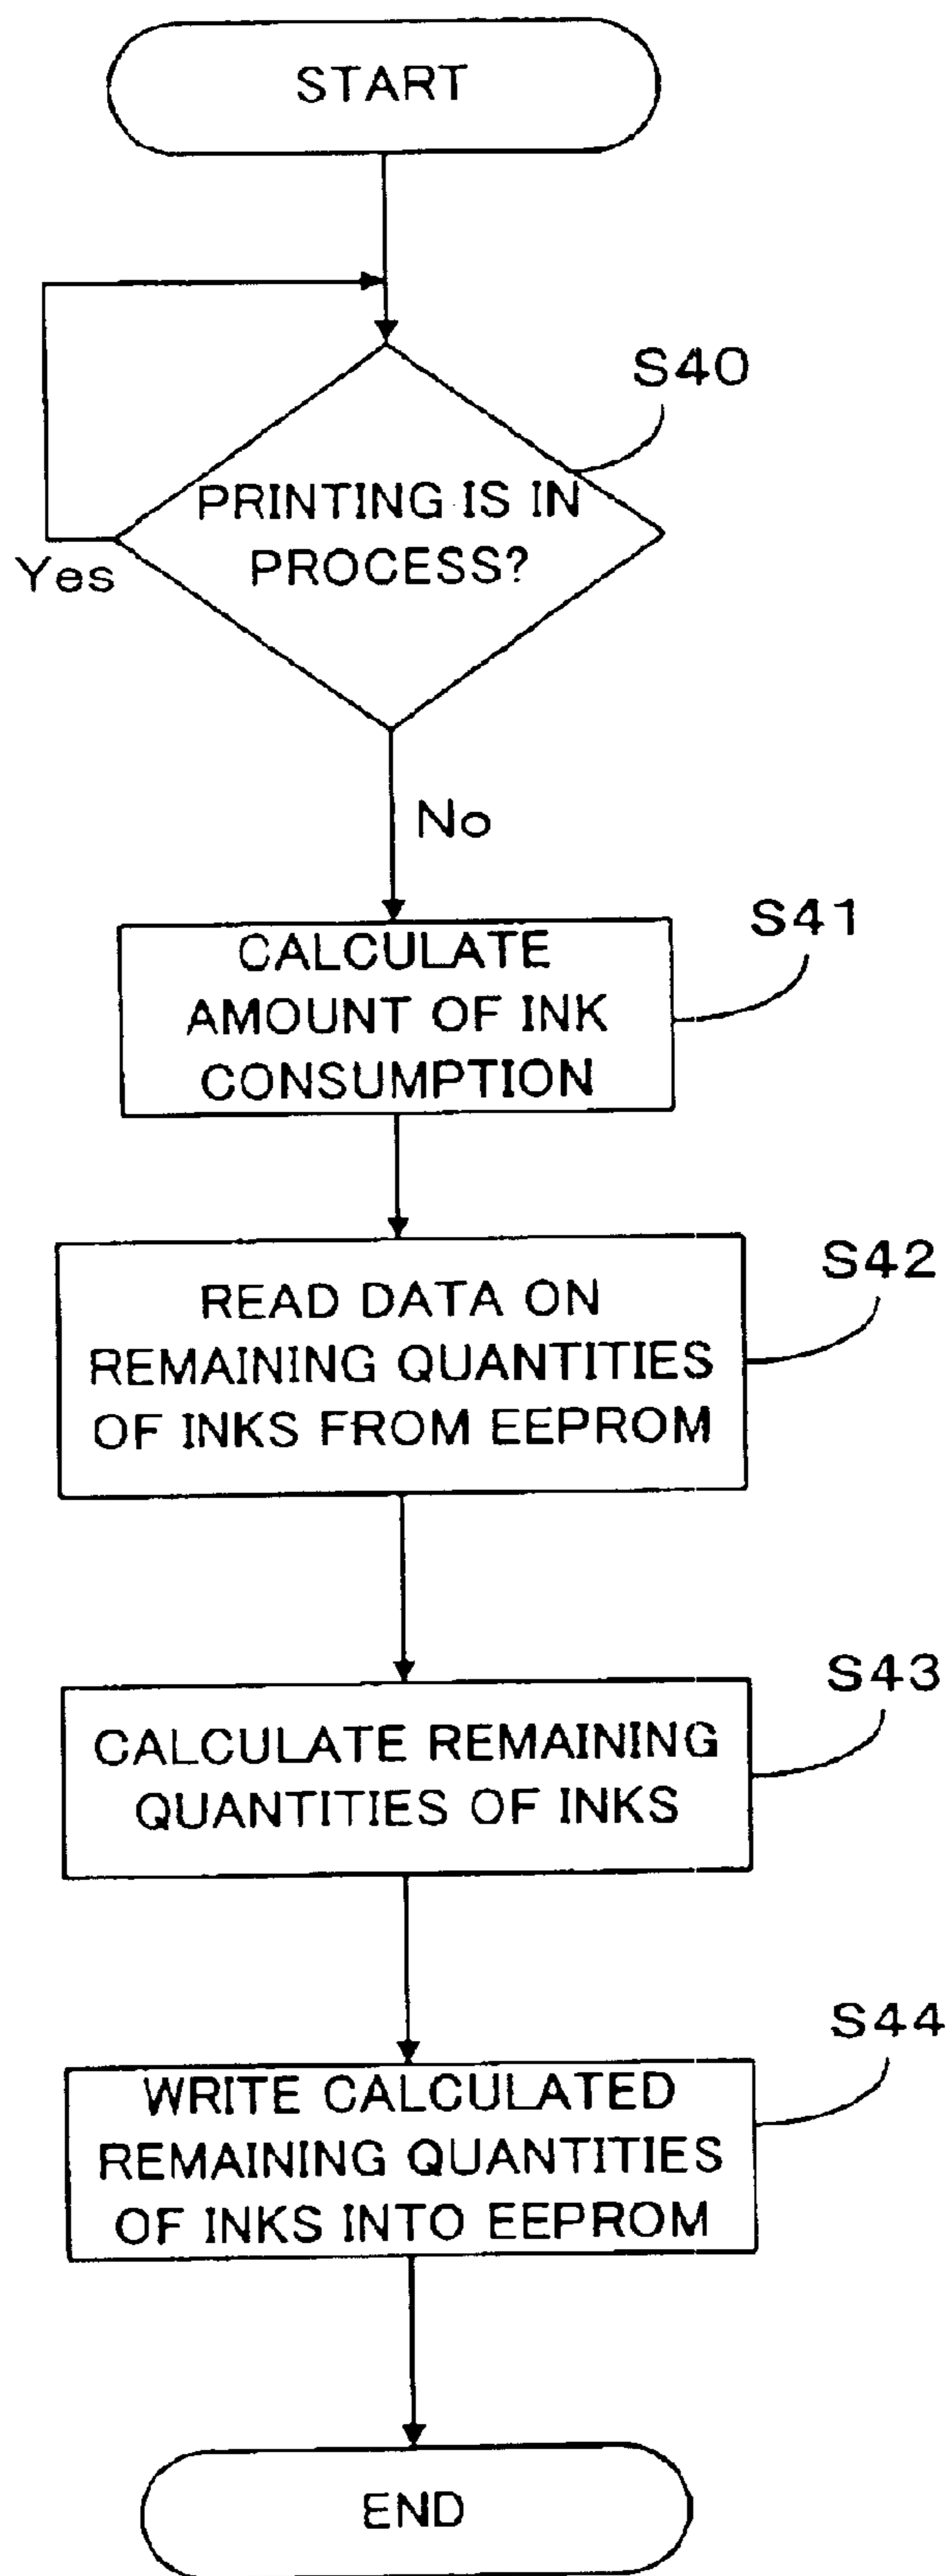 START
S40
PRINTING IS IN
PROCESS?
Yes
No
S41
CALCULATE
AMOUNT OF INK
CONSUMPTION
S42
READ DATA ON
REMAINING QUANTITIES
OF INKS FROM EEPROM
S43
CALCULATE REMAINING
QUANTITIES OF INKS
S44
WRITE CALCULATED
REMAINING QUANTITIES
OF INKS INTO EEPROM
END